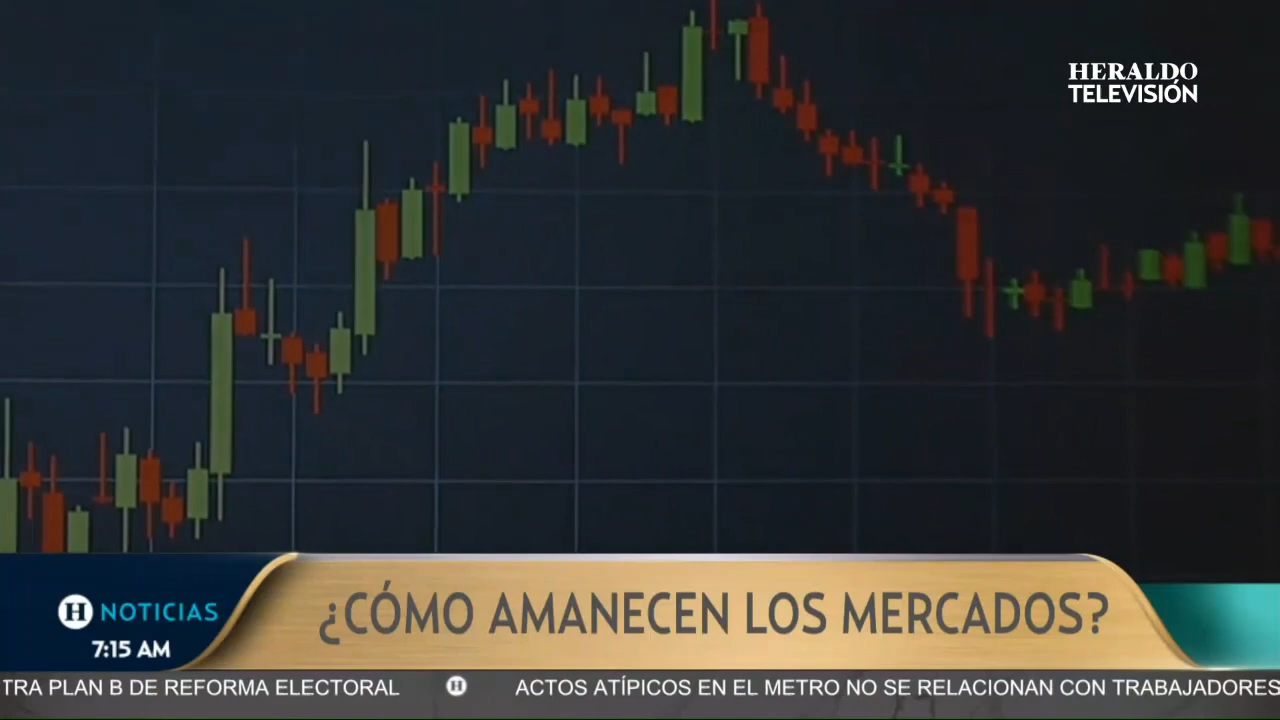 HERALDO
TELEVISIÓN
¿CÓMO AMANECEN LOS MERCADOS?
H NOTICIAS
7:15 AM
TRA PLAN B DE REFORMA ELECTORAL H ACTOS ATÍPICOS EN EL METRO NO SE RELACIONAN CON TRABAJADORES